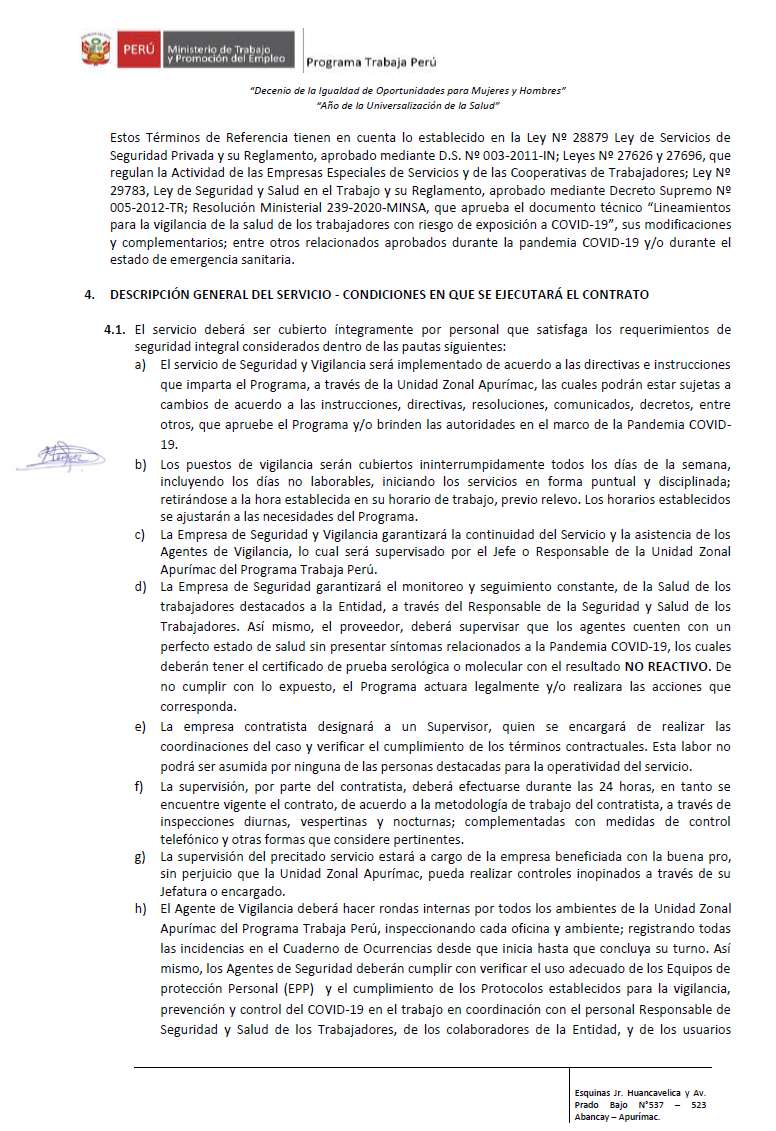 PERÚ
Ministerio de Trabajo
y Promoción del Empleo
Programa Trabaja Perú
“Decenio de la Igualdad de Oportunidades para Mujeres y Hombres”
“Año de la Universalización de la Salud”
Estos Términos de Referencia tienen en cuenta lo establecido en la Ley Nº 28879 Ley de Servicios de
Seguridad Privada y su Reglamento, aprobado mediante D.S. Nº 003-2011-IN; Leyes Nº 27626 y 27696, que
regulan la Actividad de las Empresas Especiales de Servicios y de las Cooperativas de Trabajadores; Ley Nº
29783, Ley de Seguridad y Salud en el Trabajo y su Reglamento, aprobado mediante Decreto Supremo Nº
005-2012-TR; Resolución Ministerial 239-2020-MINSA, que aprueba el documento técnico “Lineamientos
para la vigilancia de la salud de los trabajadores con riesgo de exposición a COVID-19”, sus modificaciones
y complementarios; entre otros relacionados aprobados durante la pandemia COVID-19 y/o durante el
estado de emergencia sanitaria.
4. DESCRIPCIÓN GENERAL DEL SERVICIO - CONDICIONES EN QUE SE EJECUTARÁ EL CONTRATO
4.1. El servicio deberá ser cubierto íntegramente por personal que satisfaga los requerimientos de
seguridad integral considerados dentro de las pautas siguientes:
a) El servicio de Seguridad y Vigilancia será implementado de acuerdo a las directivas e instrucciones
que imparta el Programa, a través de la Unidad Zonal Apurímac, las cuales podrán estar sujetas a
cambios de acuerdo a las instrucciones, directivas, resoluciones, comunicados, decretos, entre
otros, que apruebe el Programa y/o brinden las autoridades en el marco de la Pandemia COVID-
19.
b) Los puestos de vigilancia serán cubiertos ininterrumpidamente todos los días de la semana,
incluyendo los días no laborables, iniciando los servicios en forma puntual y disciplinada;
retirándose a la hora establecida en su horario de trabajo, previo relevo. Los horarios establecidos
se ajustarán a las necesidades del Programa.
c) La Empresa de Seguridad y Vigilancia garantizará la continuidad del Servicio y la asistencia de los
Agentes de Vigilancia, lo cual será supervisado por el Jefe o Responsable de la Unidad Zonal
Apurímac del Programa Trabaja Perú.
d) La Empresa de Seguridad garantizará el monitoreo y seguimiento constante, de la Salud de los
trabajadores destacados a la Entidad, a través del Responsable de la Seguridad y Salud de los
Trabajadores. Así mismo, el proveedor, deberá supervisar que los agentes cuenten con un
perfecto estado de salud sin presentar síntomas relacionados a la Pandemia COVID-19, los cuales
deberán tener el certificado de prueba serológica o molecular con el resultado NO REACTIVO. De
no cumplir con lo expuesto, el Programa actuara legalmente y/o realizara las acciones que
corresponda.
e) La empresa contratista designará a un Supervisor, quien se encargará de realizar las
coordinaciones del caso y verificar el cumplimiento de los términos contractuales. Esta labor no
podrá ser asumida por ninguna de las personas destacadas para la operatividad del servicio.
f) La supervisión, por parte del contratista, deberá efectuarse durante las 24 horas, en tanto se
encuentre vigente el contrato, de acuerdo a la metodología de trabajo del contratista, a través de
inspecciones diurnas, vespertinas y nocturnas; complementadas con medidas de control
telefónico y otras formas que considere pertinentes.
g) La supervisión del precitado servicio estará a cargo de la empresa beneficiada con la buena pro,
sin perjuicio que la Unidad Zonal Apurímac, pueda realizar controles inopinados a través de su
Jefatura o encargado.
h) El Agente de Vigilancia deberá hacer rondas internas por todos los ambientes de la Unidad Zonal
Apurímac del Programa Trabaja Perú, inspeccionando cada oficina y ambiente; registrando todas
las incidencias en el Cuaderno de Ocurrencias desde que inicia hasta que concluya su turno. Así
mismo, los Agentes de Seguridad deberán cumplir con verificar el uso adecuado de los Equipos de
protección Personal (EPP) y el cumplimiento de los Protocolos establecidos para la vigilancia,
prevención y control del COVID-19 en el trabajo en coordinación con el personal Responsable de
Seguridad y Salud de los Trabajadores, de los colaboradores de la Entidad, y de los usuarios
Esquinas Jr. Huancavelica y Av.
Prado Bajo N°537 – 523
Abancay – Apurímac.